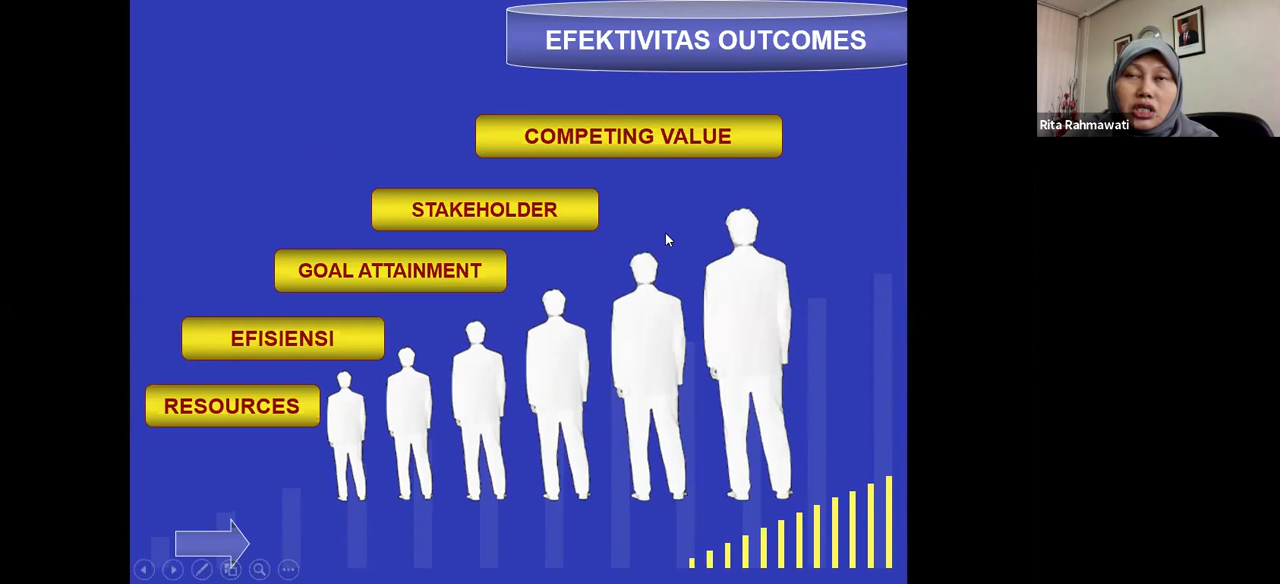 EFEKTIVITAS OUTCOMES
COMPETING VALUE
STAKEHOLDER
GOAL ATTAINMENT
EFISIENSI
RESOURCES
Rita Rahmawati